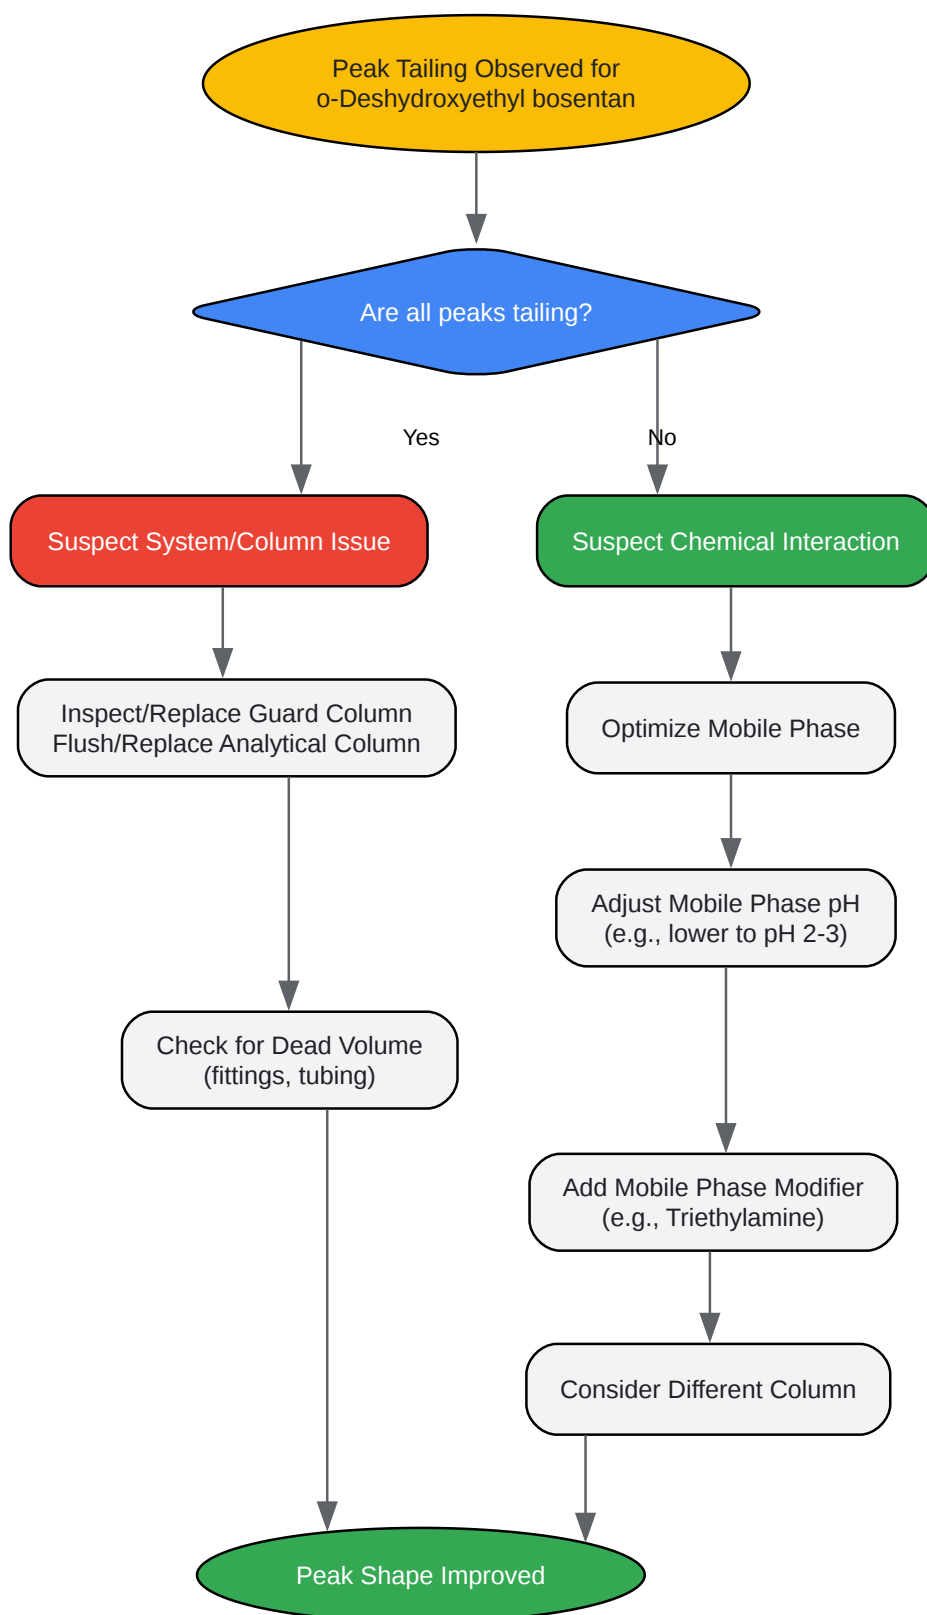 Peak Tailing Observed for
o-Deshydroxyethyl bosentan
Are all peaks tailing?
Yes
No
Suspect System/Column Issue
Suspect Chemical Interaction
Inspect/Replace Guard Column
Flush/Replace Analytical Column
Optimize Mobile Phase
Adjust Mobile Phase pH
(e.g., lower to pH 2-3)
Check for Dead Volume
(fittings, tubing)
Add Mobile Phase Modifier
(e.g., Triethylamine)
Consider Different Column
Peak Shape Improved